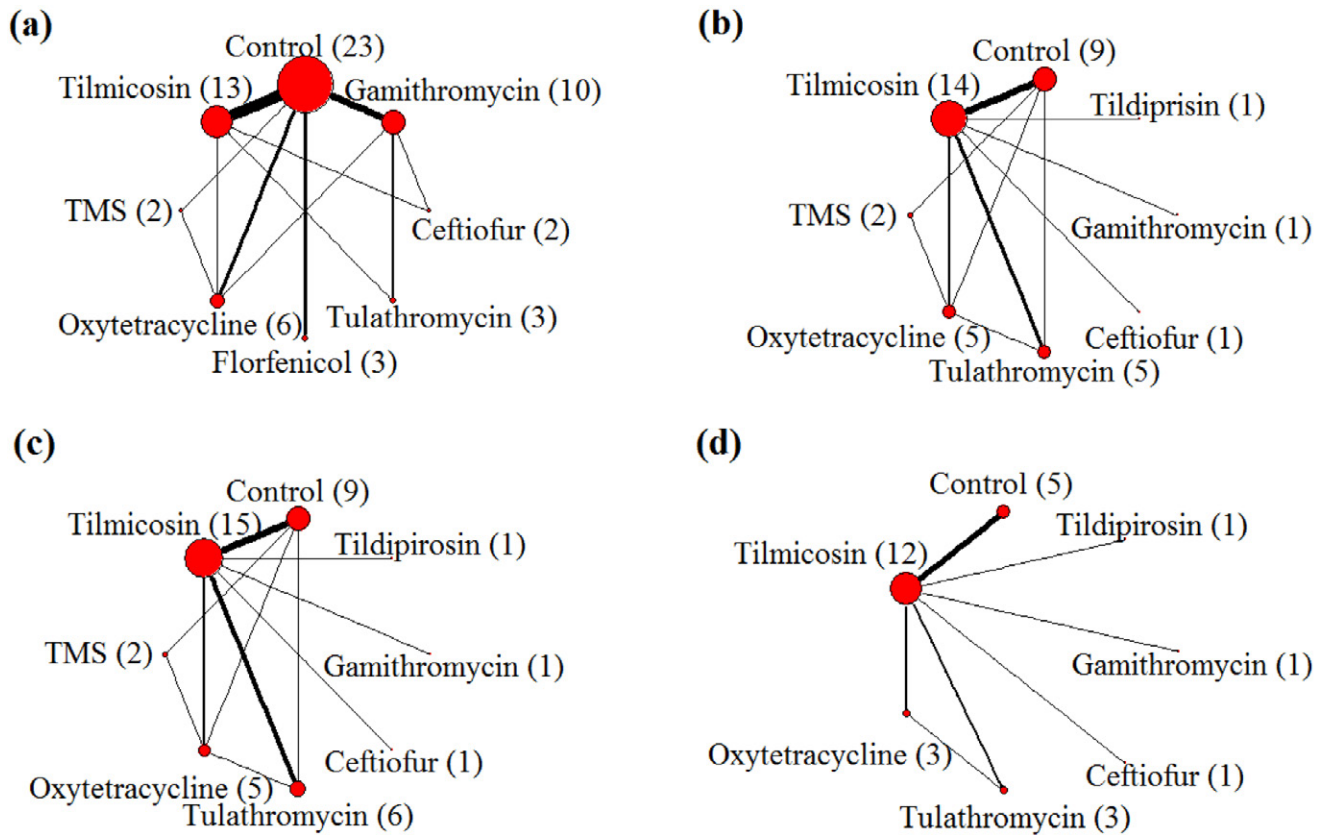 (a)
Control (23)
Tilmicosin (13)
Gamithromycin (10)
TMS (2)
Ceftiofur (2)
Oxytetracycline (6)
Tulathromycin (3)
Florfenicol (3)
(b)
Control (9)
Tilmicosin (14)
Tildiprisin (1)
TMS (2)
Gamithromycin (1)
Oxytetracycline (5)
Ceftiofur (1)
Tulathromycin (5)
(c)
Control (9)
Tilmicosin (15)
Tildipirosin (1)
TMS (2)
Gamithromycin (1)
Oxytetracycline (5)
Ceftiofur (1)
Tulathromycin (6)
(d)
Control (5)
Tildipirosin (1)
Tilmicosin (12)
Gamithromycin (1)
Oxytetracycline (3)
Ceftiofur (1)
Tulathromycin (3)